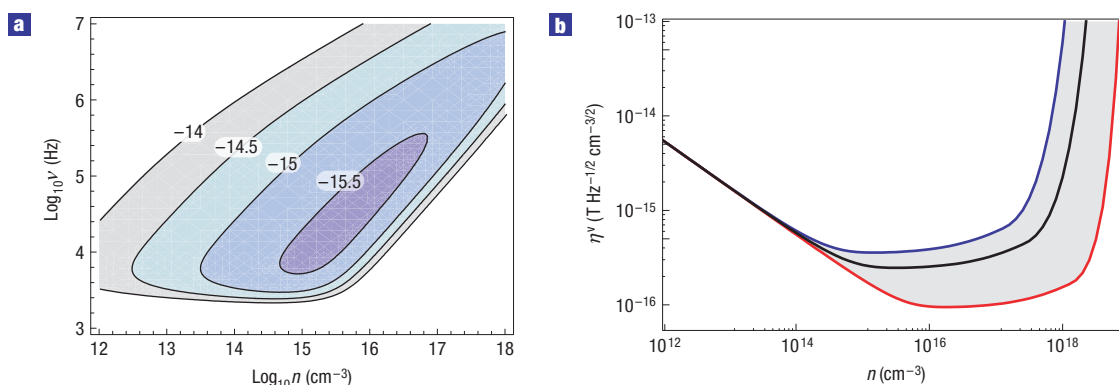 a
7
6
5
4
3
Log₁₀ν (Hz)
−14
−14.5
−15
−15.5
12 13 14 15 16 17 18
Log₁₀n (cm⁻³)
b
10⁻¹³
10⁻¹⁴
10⁻¹⁵
10⁻¹⁶
ηᵛ (T Hz⁻¹/² cm⁻³/²)
10¹² 10¹⁴ 10¹⁶ 10¹⁸
n (cm⁻³)